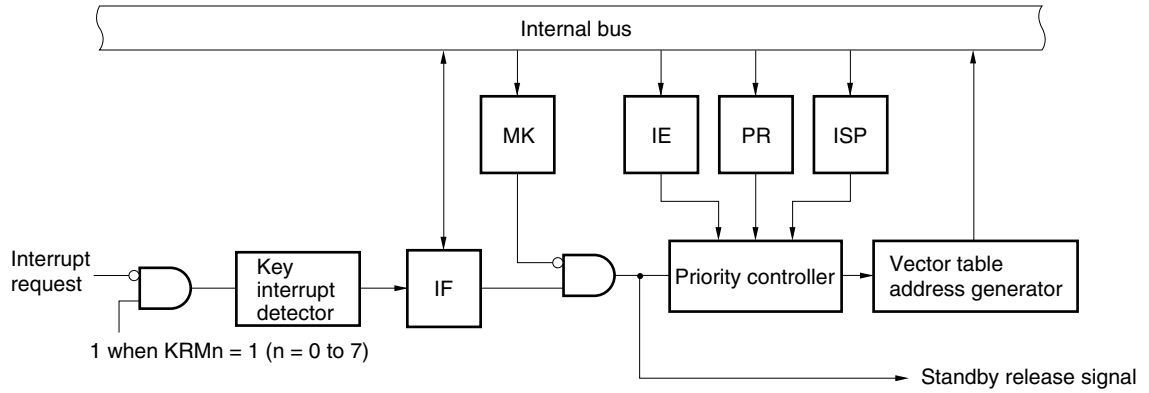 Internal bus
MK
IE
PR
ISP
Interrupt
request
Key
interrupt
detector
IF
Priority controller
Vector table
address generator
1 when KRMn = 1 (n = 0 to 7)
Standby release signal